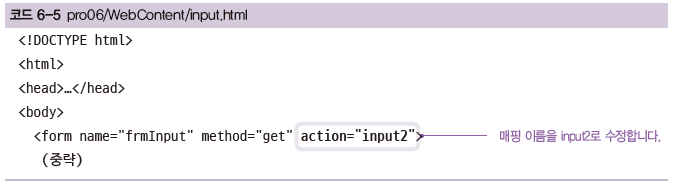 코드 6-5 pro06/WebContent/input.html
<!DOCTYPE html>
<html>
<head>…</head>
<body>
<form name="frmInput" method="get" action="input2"> 매핑 이름을 input2로 수정합니다.
(중략)